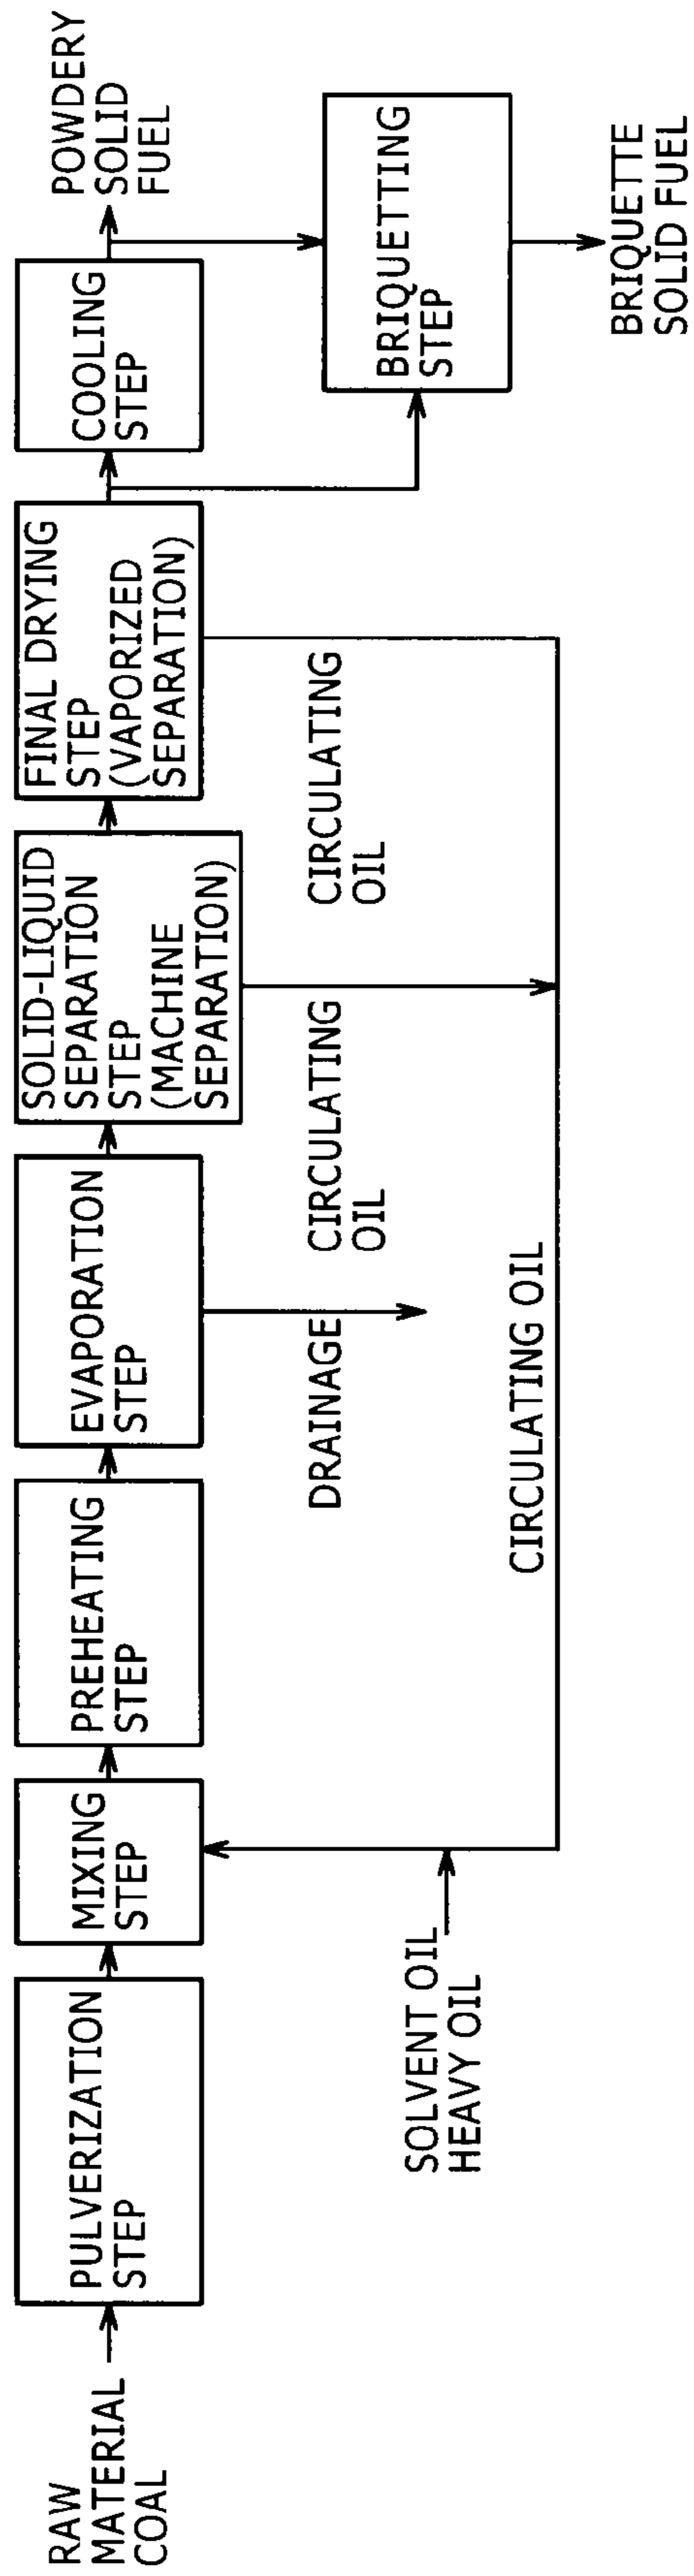 RAW
MATERIAL
COAL
PULVERIZATION
STEP
MIXING
STEP
PREHEATING
STEP
EVAPORATION
STEP
SOLID-LIQUID
SEPARATION
STEP
(MACHINE
SEPARATION)
FINAL DRYING
STEP
(VAPORIZED
SEPARATION)
COOLING
STEP
POWDERY
SOLID
FUEL
BRIQUETTING
STEP
BRIQUETTE
SOLID FUEL
DRAINAGE
CIRCULATING
OIL
CIRCULATING
OIL
CIRCULATING OIL
SOLVENT OIL
HEAVY OIL